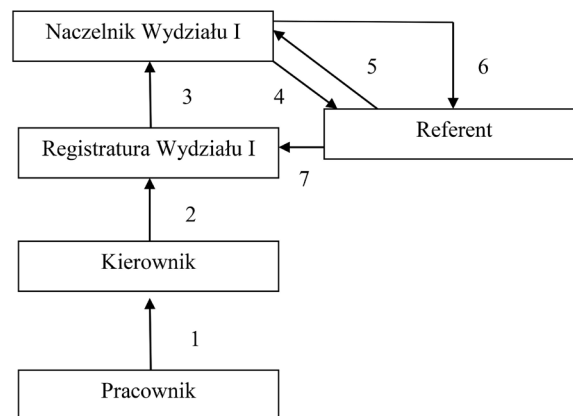 Naczelnik Wydziału I
5
6
3
4
Referent
Registratura Wydziału I
7
2
Kierownik
1
Pracownik